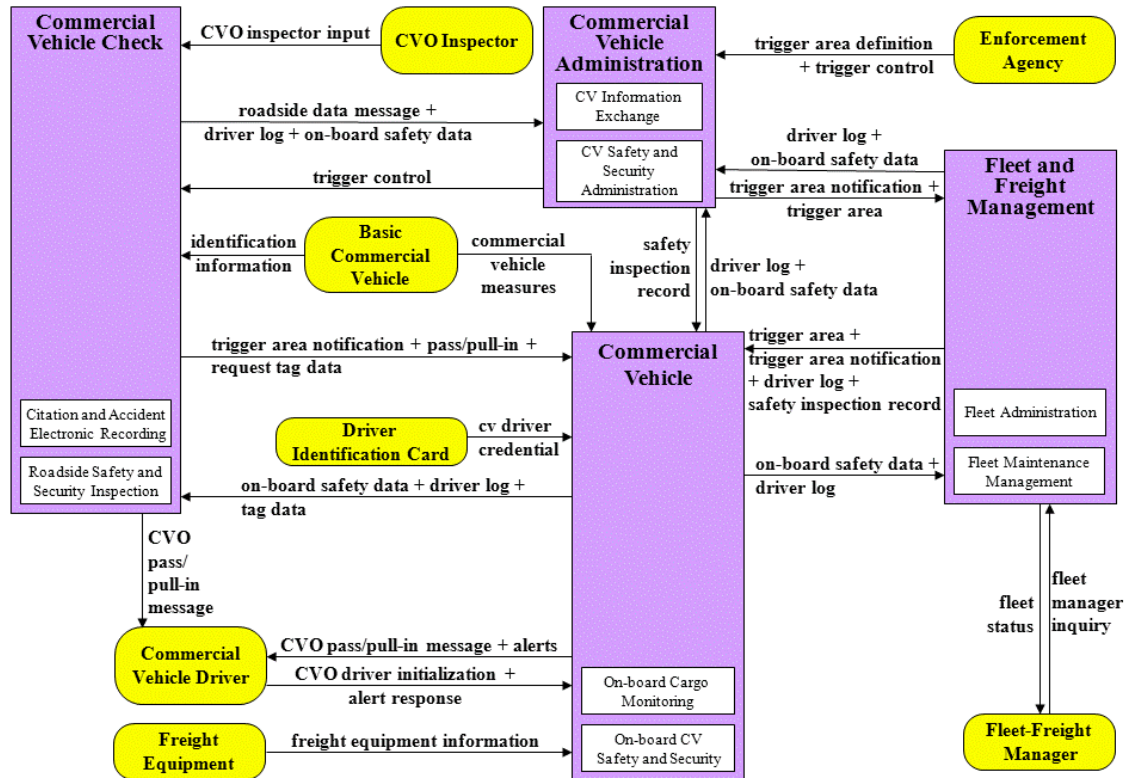 Commercial
Vehicle Check
CVO inspector input
CVO Inspector
Commercial
Vehicle
Administration
trigger area definition
+ trigger control
Enforcement
Agency
CV Information
Exchange
roadside data message +
driver log + on-board safety data
CV Safety and
Security
Administration
driver log +
on-board safety data
trigger control
trigger area notification +
trigger area
Fleet and
Freight
Management
identification
information
Basic
Commercial
Vehicle
commercial
vehicle
measures
safety
inspection
record
driver log +
on-board safety data
trigger area notification + pass/pull-in +
request tag data
Commercial
Vehicle
trigger area +
trigger area notification
+ driver log +
safety inspection record
Citation and Accident
Electronic Recording
Driver
Identification Card
cv driver
credential
Fleet Administration
Roadside Safety and
Security Inspection
on-board safety data + driver log +
tag data
on-board safety data +
driver log
Fleet Maintenance
Management
CVO
pass/
pull-in
message
fleet
status
fleet
manager
inquiry
Commercial
Vehicle Driver
CVO pass/pull-in message + alerts
CVO driver initialization +
alert response
On-board Cargo
Monitoring
Freight
Equipment
freight equipment information
On-board CV
Safety and Security
Fleet-Freight
Manager